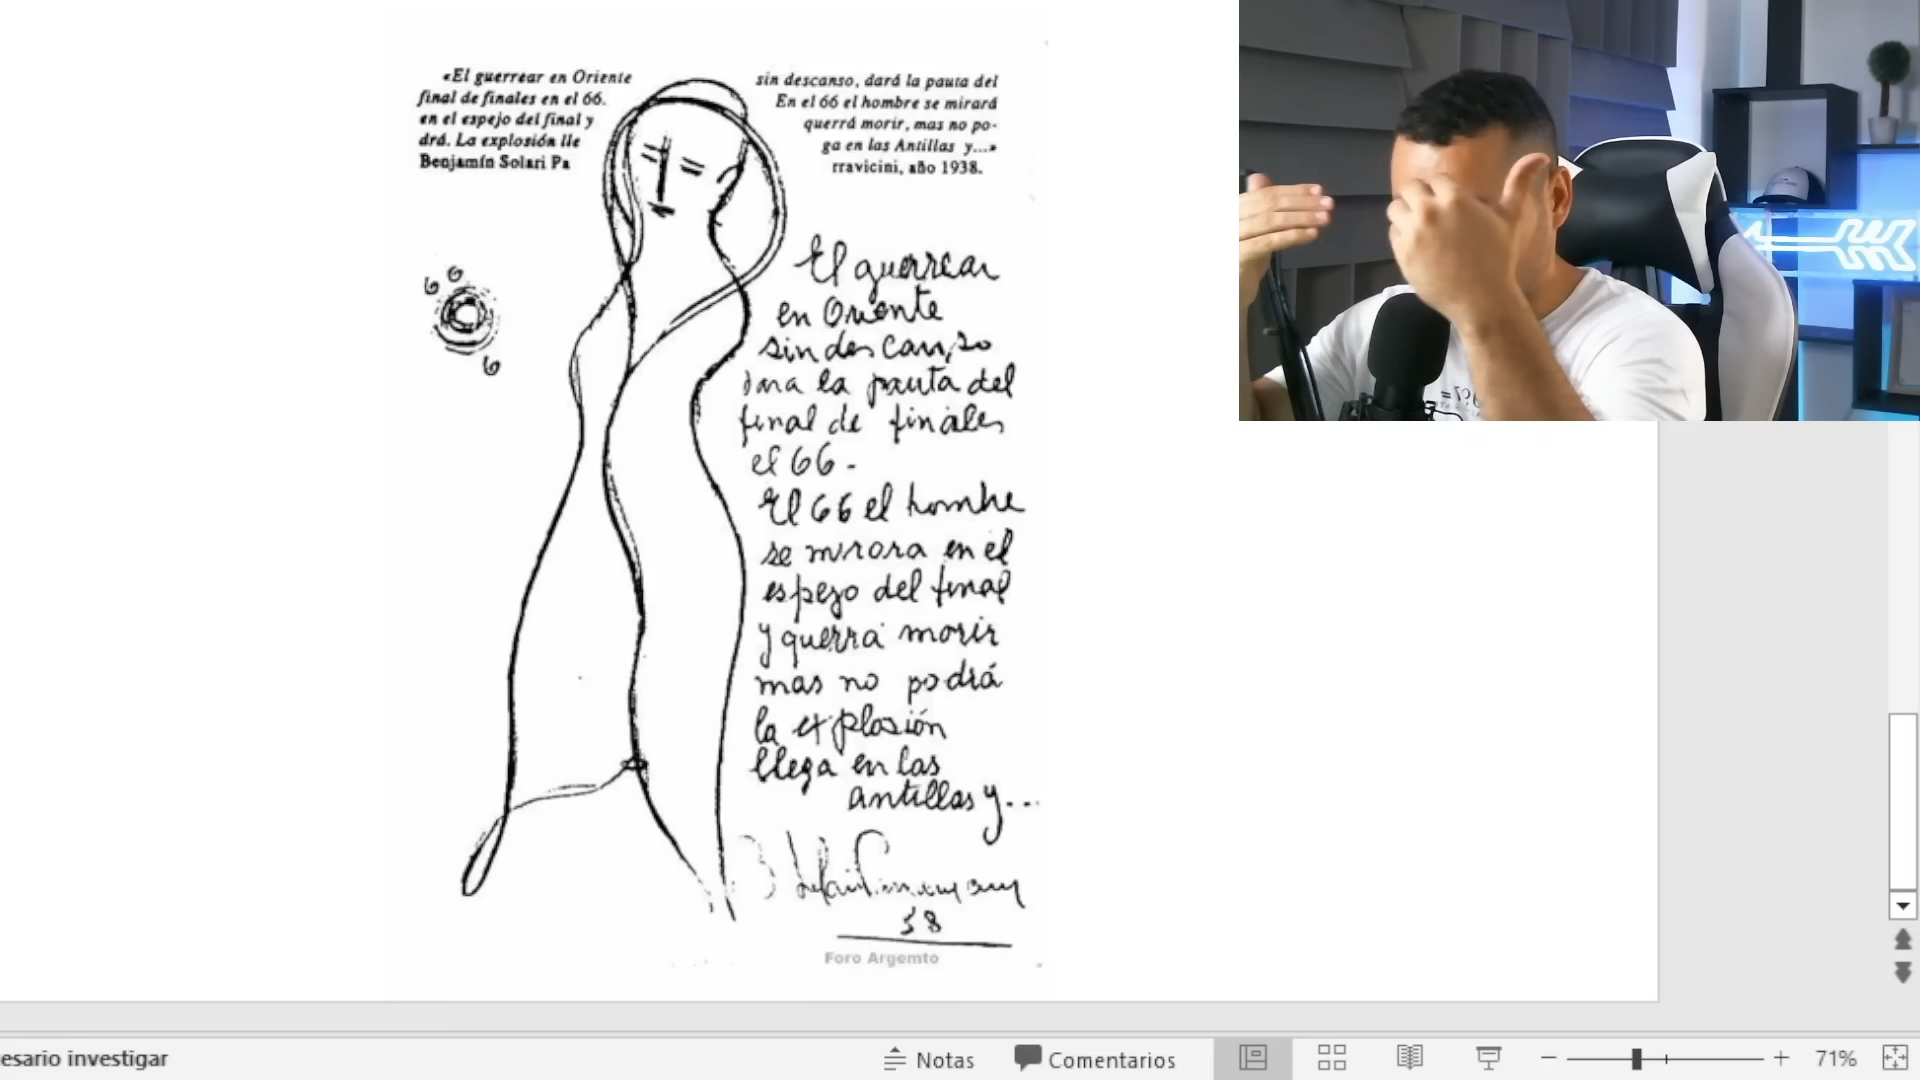 «El guerrear en Oriente sin descanso, dará la pauta del
final de finales en el 66. En el 66 el hombre se mirará
en el espejo del final y querrá morir, mas no po-
drá. La explosión lle ga en las Antillas y...»
Benjamín Solari Pa rravicini, año 1938.
6 6
6
El guerrear
en Oriente
sin descanso
dara la pauta del
final de finales
el 66-
El 66 el hombre
se mirara en el
espejo del final
y querrá morir
mas no podrá
la explosión
llega en las
antillas y...
38
Foro Argemto
esario investigar
Notas
Comentarios
71%